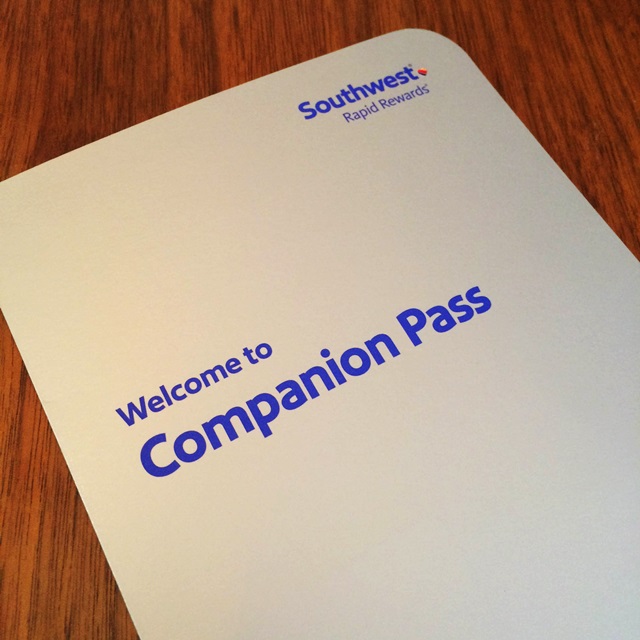 Southwest®
Rapid Rewards®
Welcome to
Companion Pass